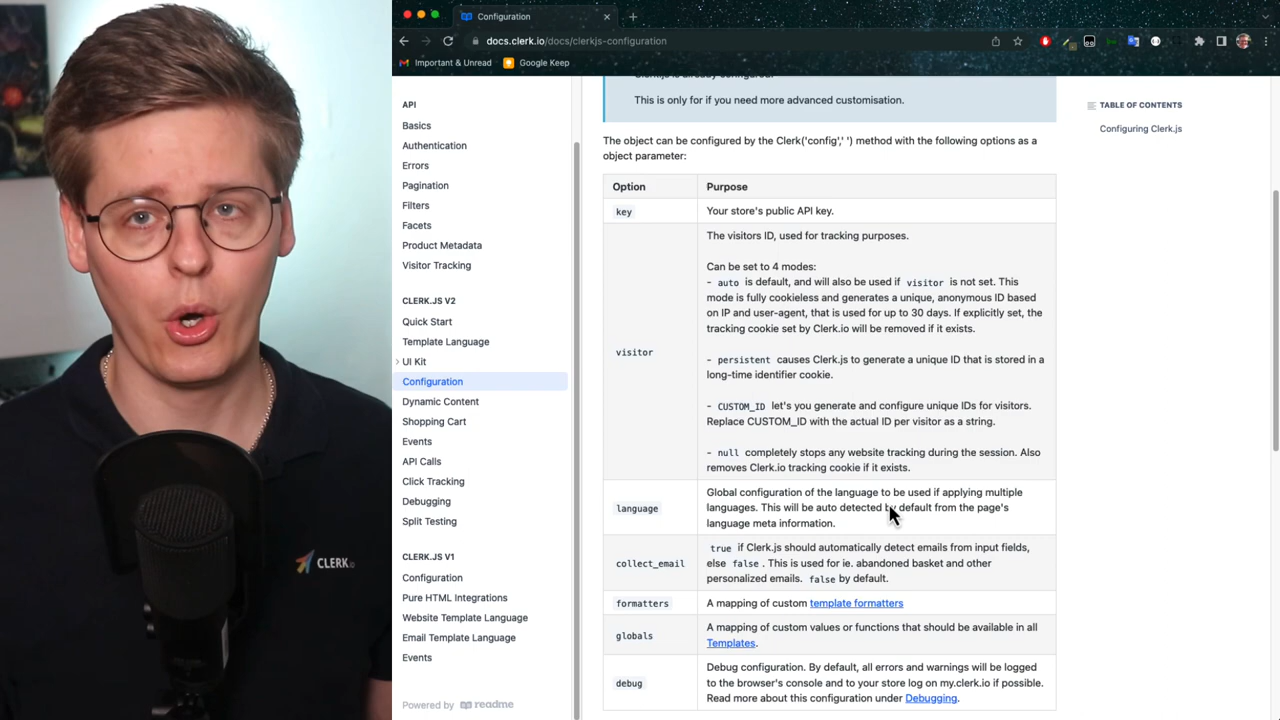 Configuration
docs.clerk.io/docs/clerkjs-configuration
Important & Unread
Google Keep
API
Basics
Authentication
Errors
Pagination
Filters
Facets
Product Metadata
Visitor Tracking
CLERK.JS V2
Quick Start
Template Language
UI Kit
Configuration
Dynamic Content
Shopping Cart
Events
API Calls
Click Tracking
Debugging
Split Testing
CLERK.JS V1
Configuration
Pure HTML Integrations
Website Template Language
Email Template Language
Events
Powered by readme
Clerk.js is already configured.
This is only for if you need more advanced customisation.
The object can be configured by the Clerk('config',' ') method with the following options as a
object parameter:
Option Purpose
key Your store's public API key.
visitor
The visitors ID, used for tracking purposes.
Can be set to 4 modes:
- auto is default, and will also be used if visitor is not set. This
mode is fully cookieless and generates a unique, anonymous ID based
on IP and user-agent, that is used for up to 30 days. If explicitly set, the
tracking cookie set by Clerk.io will be removed if it exists.
- persistent causes Clerk.js to generate a unique ID that is stored in a
long-time identifier cookie.
- CUSTOM_ID let's you generate and configure unique IDs for visitors.
Replace CUSTOM_ID with the actual ID per visitor as a string.
- null completely stops any website tracking during the session. Also
removes Clerk.io tracking cookie if it exists.
language
Global configuration of the language to be used if applying multiple
languages. This will be auto detected by default from the page's
language meta information.
collect_email
true if Clerk.js should automatically detect emails from input fields,
else false . This is used for ie. abandoned basket and other
personalized emails. false by default.
formatters A mapping of custom template formatters
globals
A mapping of custom values or functions that should be available in all
Templates.
debug
Debug configuration. By default, all errors and warnings will be logged
to the browser's console and to your store log on my.clerk.io if possible.
Read more about this configuration under Debugging.
TABLE OF CONTENTS
Configuring Clerk.js
CLERK.io